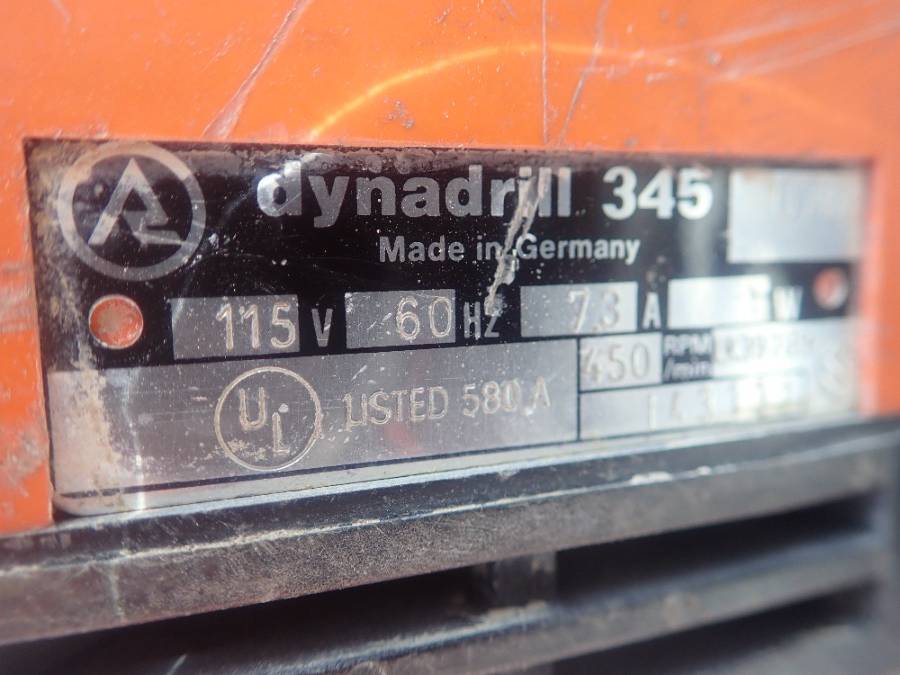 dynadrill 345
Made in Germany
115 V 60 Hz 7,3 A W
450 RPM /min
UL LISTED 580 A